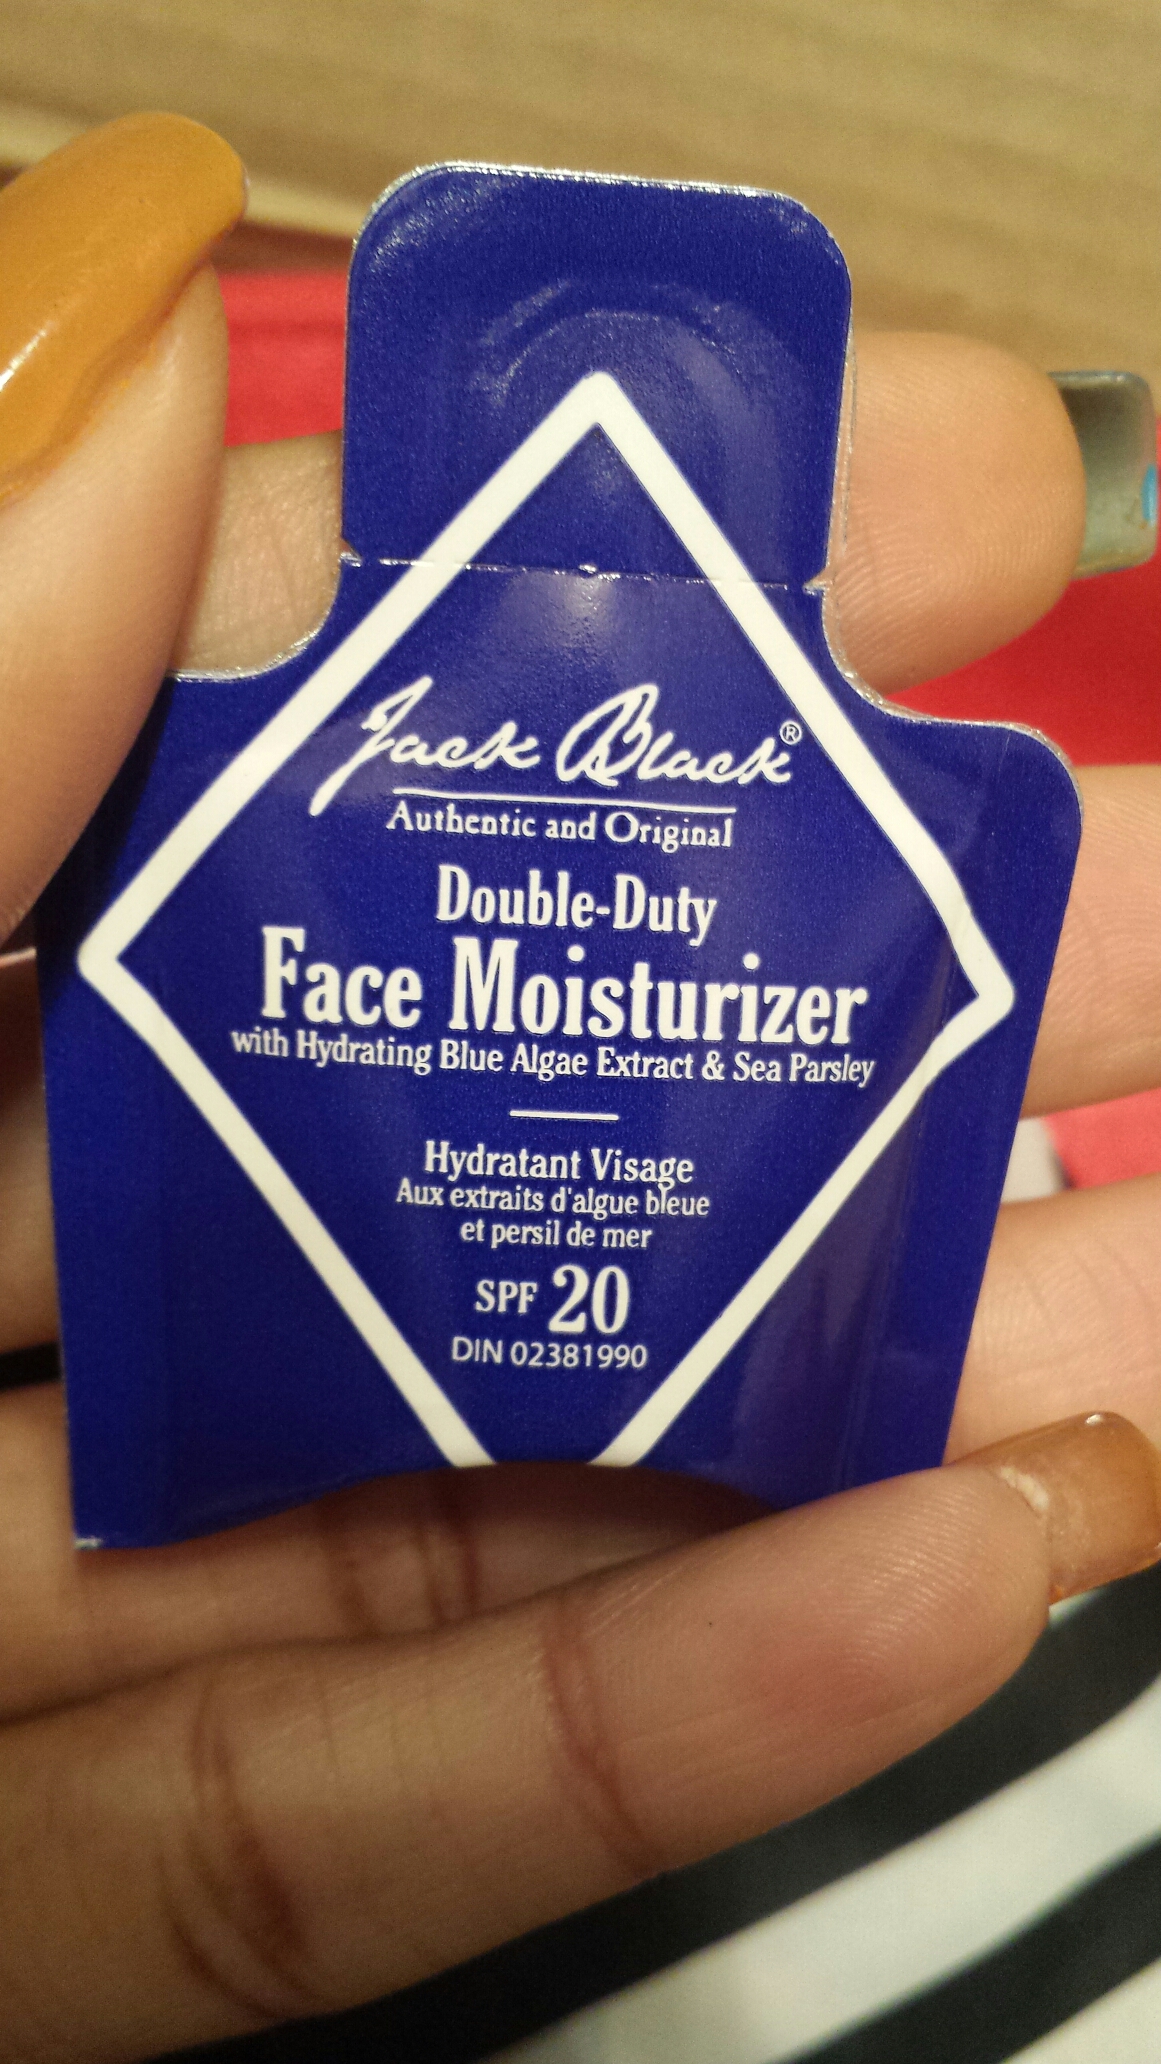 Jack Black®
Authentic and Original
Double-Duty
Face Moisturizer
with Hydrating Blue Algae Extract & Sea Parsley
Hydratant Visage
Aux extraits d'algue bleue
et persil de mer
SPF 20
DIN 02381990